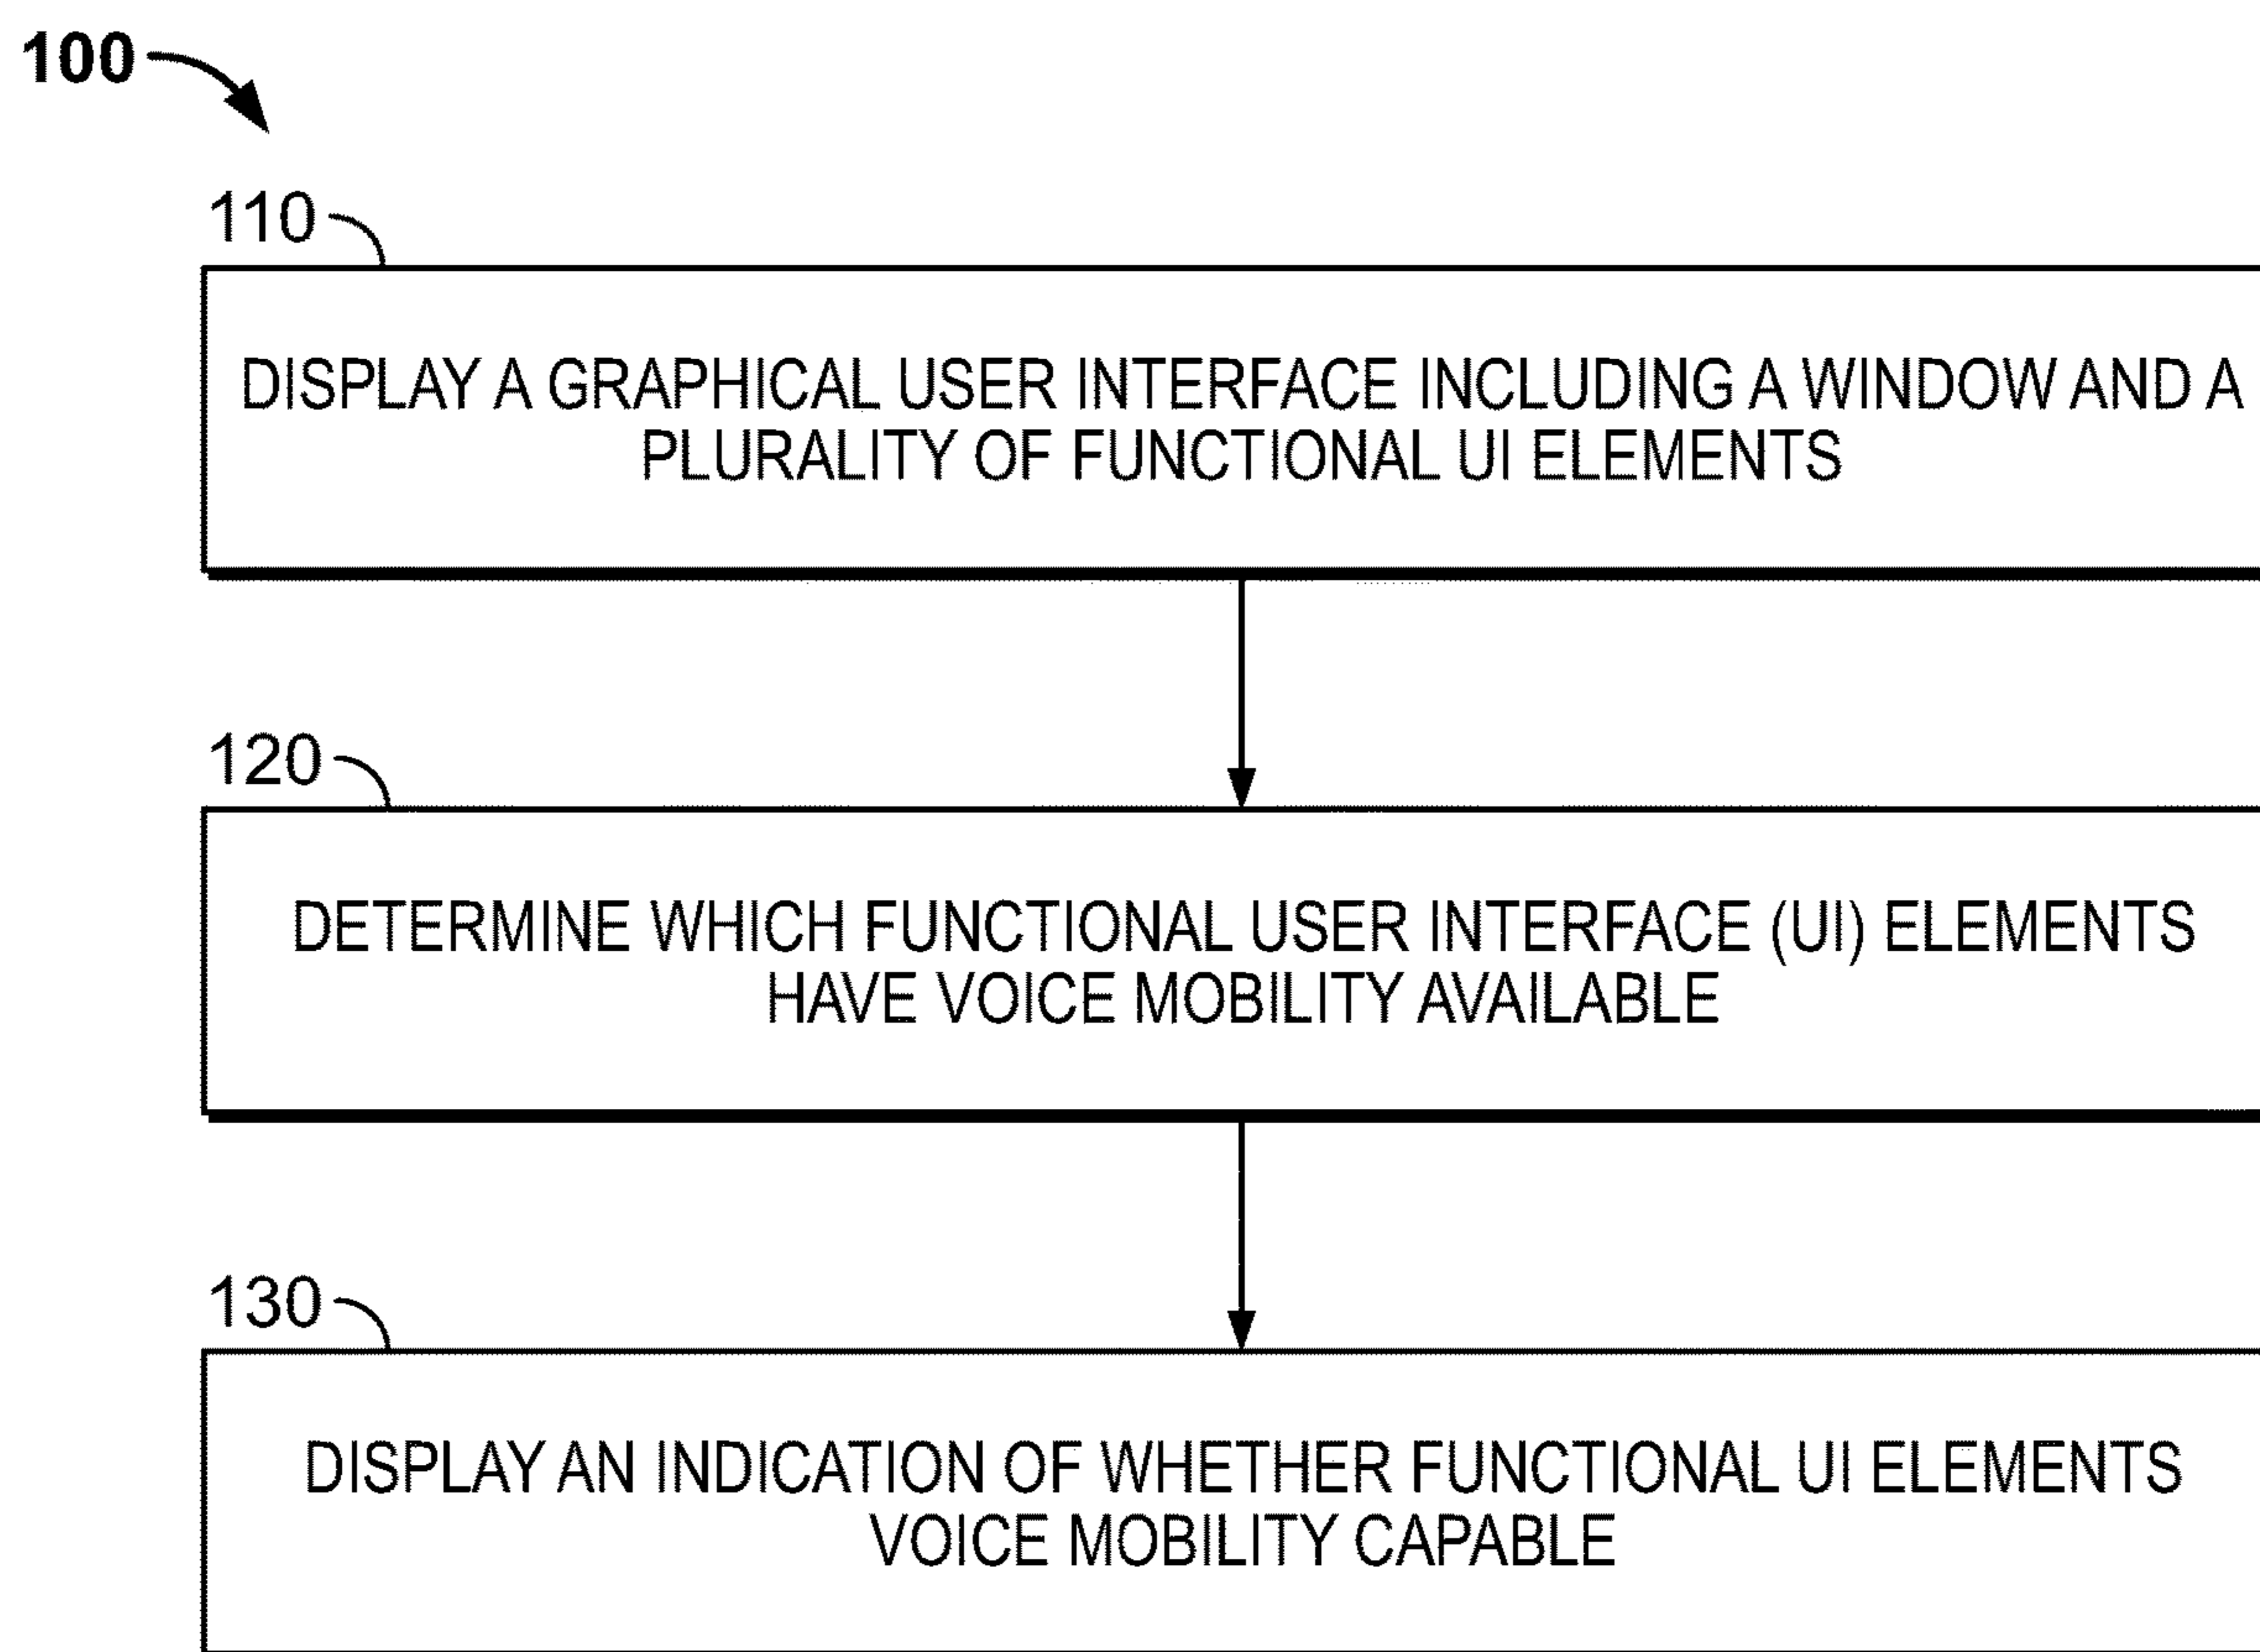 100
110
DISPLAY A GRAPHICAL USER INTERFACE INCLUDING A WINDOW AND A
PLURALITY OF FUNCTIONAL UI ELEMENTS
120
DETERMINE WHICH FUNCTIONAL USER INTERFACE (UI) ELEMENTS
HAVE VOICE MOBILITY AVAILABLE
130
DISPLAY AN INDICATION OF WHETHER FUNCTIONAL UI ELEMENTS
VOICE MOBILITY CAPABLE